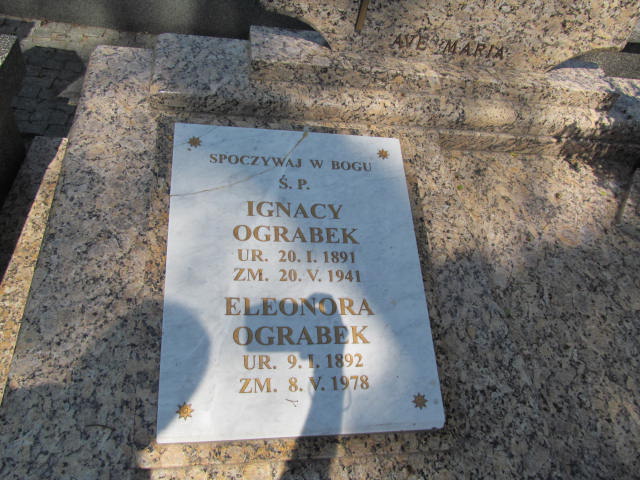 AVE MARIA
SPOCZYWAJ W BOGU
Ś. P.
IGNACY
OGRABEK
UR. 20. I. 1891
ZM. 20. V. 1941
ELEONORA
OGRABEK
UR. 9. I. 1892
ZM. 8. V. 1978